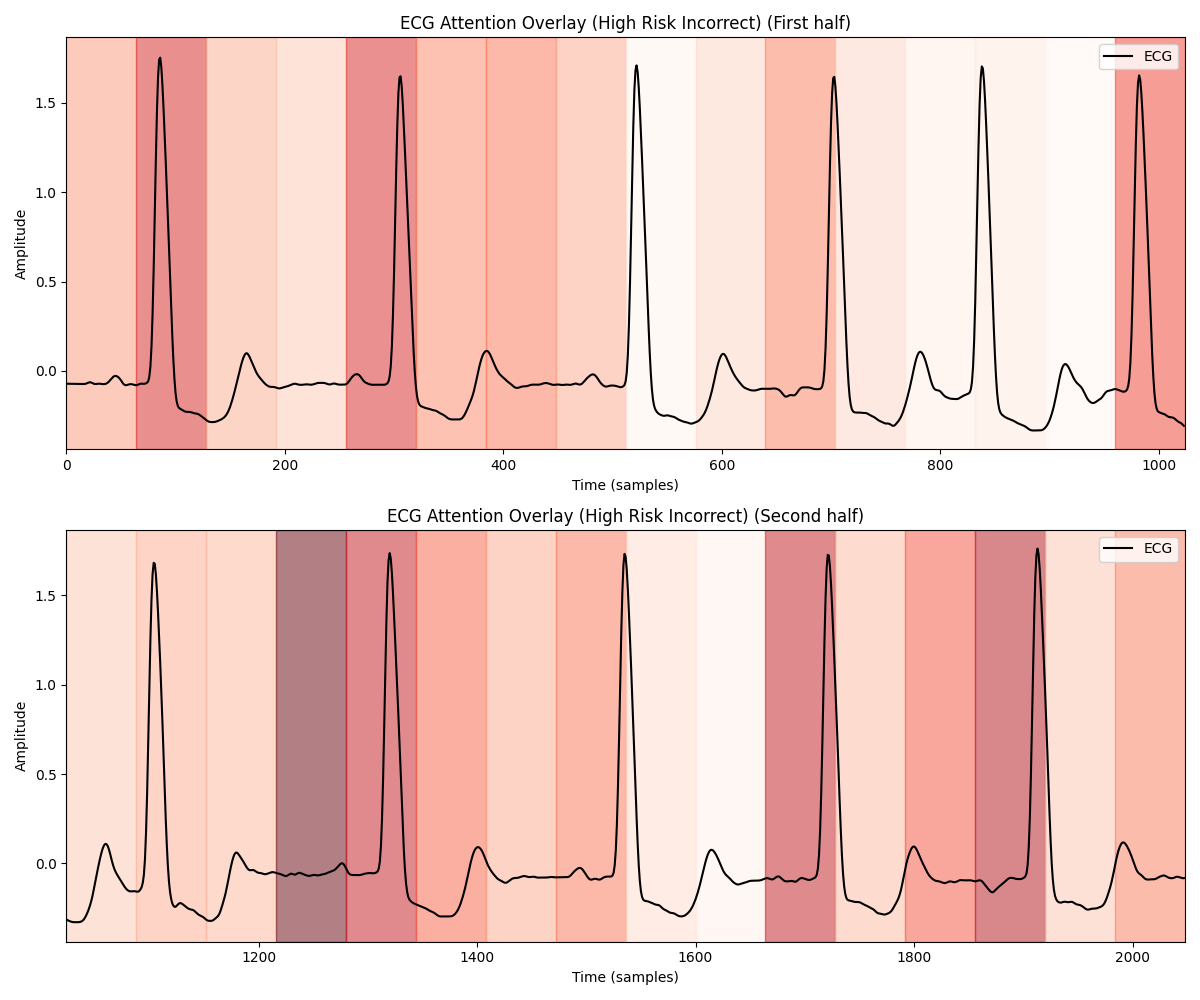 ECG Attention Overlay (High Risk Incorrect) (First half)
ECG
1.5
1.0
0.5
0.0
Amplitude
0 200 400 600 800 1000
Time (samples)
ECG Attention Overlay (High Risk Incorrect) (Second half)
ECG
1.5
1.0
0.5
0.0
Amplitude
1200 1400 1600 1800 2000
Time (samples)